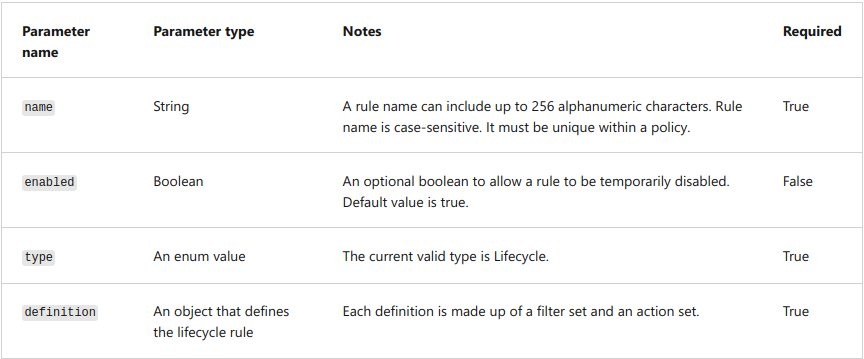 Parameter name Parameter type Notes Required
name String A rule name can include up to 256 alphanumeric characters. Rule name is case-sensitive. It must be unique within a policy. True
enabled Boolean An optional boolean to allow a rule to be temporarily disabled. Default value is true. False
type An enum value The current valid type is Lifecycle. True
definition An object that defines the lifecycle rule Each definition is made up of a filter set and an action set. True